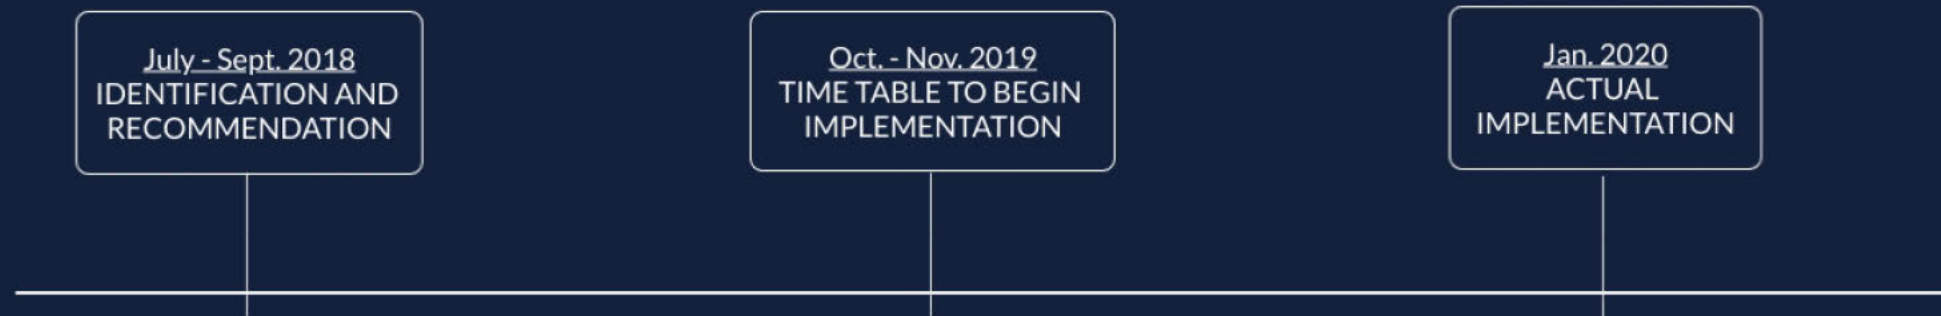 July - Sept. 2018
IDENTIFICATION AND
RECOMMENDATION
Oct. - Nov. 2019
TIME TABLE TO BEGIN
IMPLEMENTATION
Jan. 2020
ACTUAL
IMPLEMENTATION